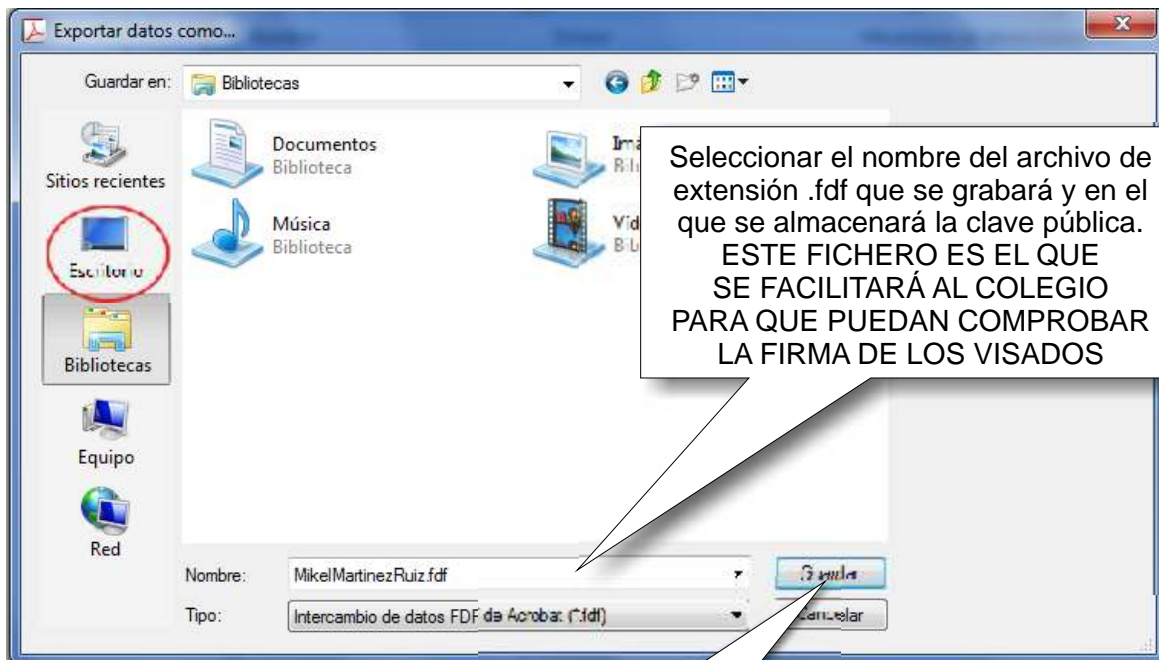 Exportar datos como...
Guardar en:
Bibliotecas
Sitios recientes
Escritorio
Bibliotecas
Equipo
Red
Documentos
Biblioteca
Música
Biblioteca
Seleccionar el nombre del archivo de
extensión .fdf que se grabará y en el
que se almacenará la clave pública.
ESTE FICHERO ES EL QUE
SE FACILITARÁ AL COLEGIO
PARA QUE PUEDAN COMPROBAR
LA FIRMA DE LOS VISADOS
Nombre:
MikelMartinezRuiz.fdf
Guardar
Tipo:
Intercambio de datos FDF de Acrobat (*.fdf)
Cancelar